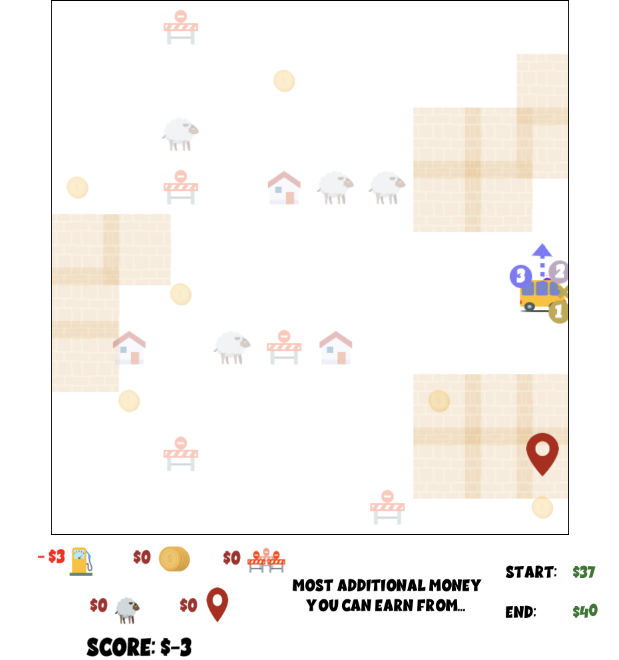 3
2
1
- $3
$0
$0
$0
$0
MOST ADDITIONAL MONEY
YOU CAN EARN FROM...
START: $37
END: $40
SCORE: $-3